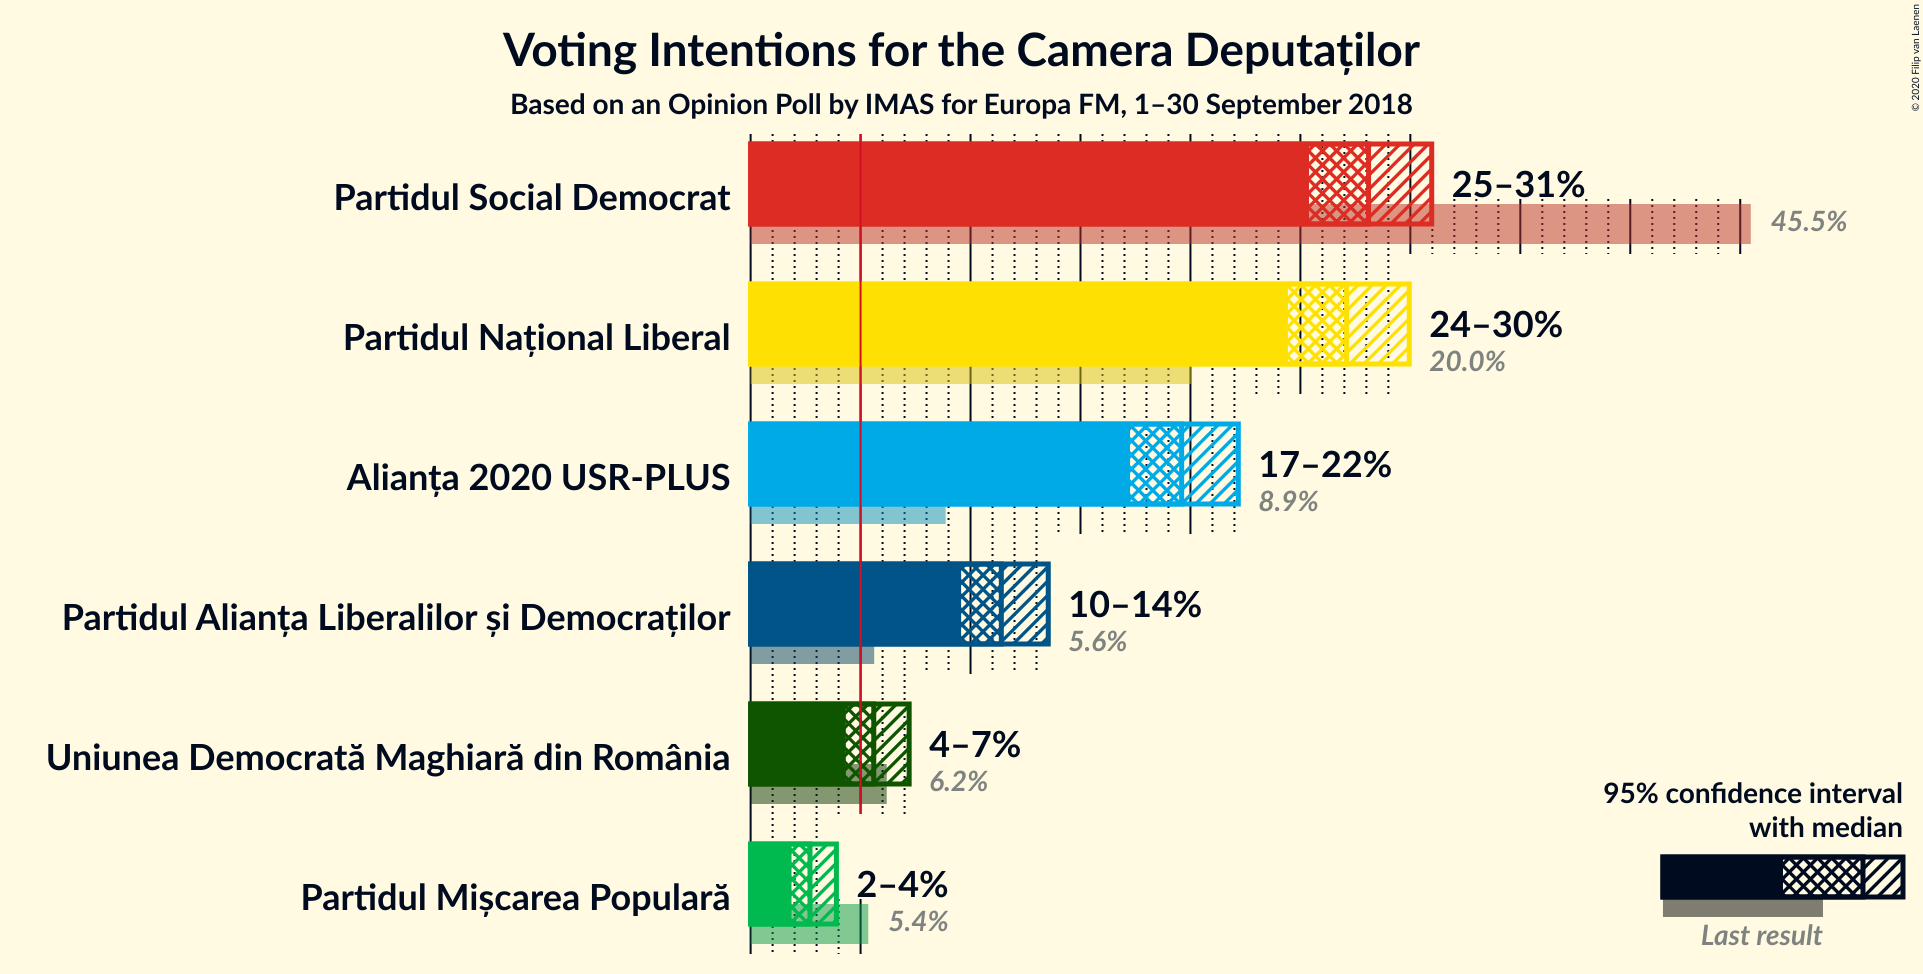 Voting Intentions for the Camera Deputaților
Based on an Opinion Poll by IMAS for Europa FM, 1–30 September 2018
© 2020 Filip van Laenen
Partidul Social Democrat
25–31%
45.5%
Partidul Național Liberal
24–30%
20.0%
Alianța 2020 USR-PLUS
17–22%
8.9%
Partidul Alianța Liberalilor și Democraților
10–14%
5.6%
Uniunea Democrată Maghiară din România
4–7%
6.2%
Partidul Mișcarea Populară
2–4%
5.4%
95% confidence interval
with median
Last result